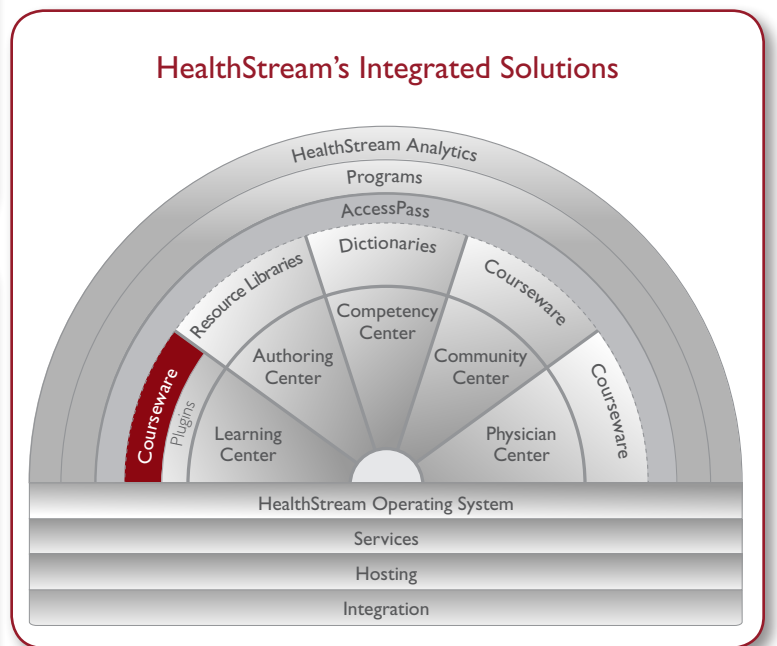 HealthStream's Integrated Solutions
HealthStream Analytics
Programs
AccessPass
Resource Libraries
Dictionaries
Courseware
Courseware
Plugins
Learning
Center
Authoring
Center
Competency
Center
Community
Center
Physician
Center
Courseware
HealthStream Operating System
Services
Hosting
Integration